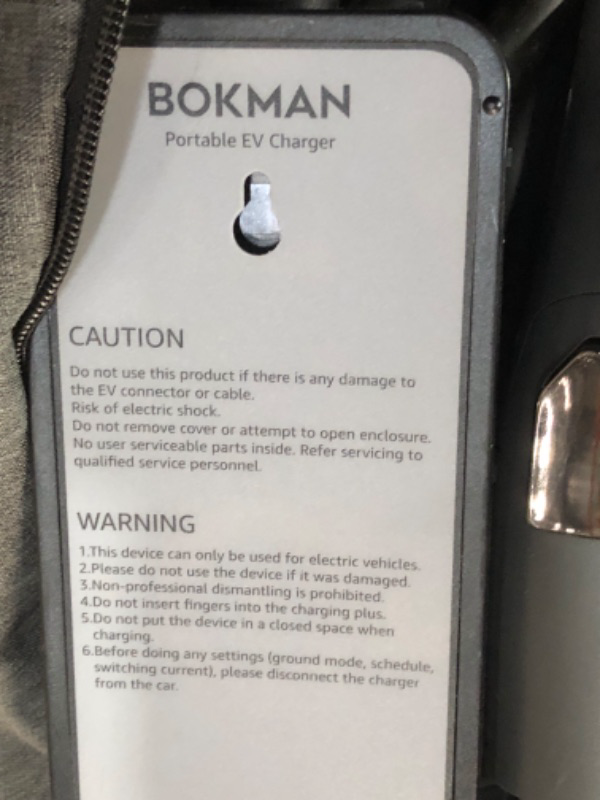 BOKMAN
Portable EV Charger
CAUTION
Do not use this product if there is any damage to
the EV connector or cable.
Risk of electric shock.
Do not remove cover or attempt to open enclosure.
No user serviceable parts inside. Refer servicing to
qualified service personnel.
WARNING
1.This device can only be used for electric vehicles.
2.Please do not use the device if it was damaged.
3.Non-professional dismantling is prohibited.
4.Do not insert fingers into the charging plus.
5.Do not put the device in a closed space when
charging.
6.Before doing any settings (ground mode, schedule,
switching current), please disconnect the charger
from the car.